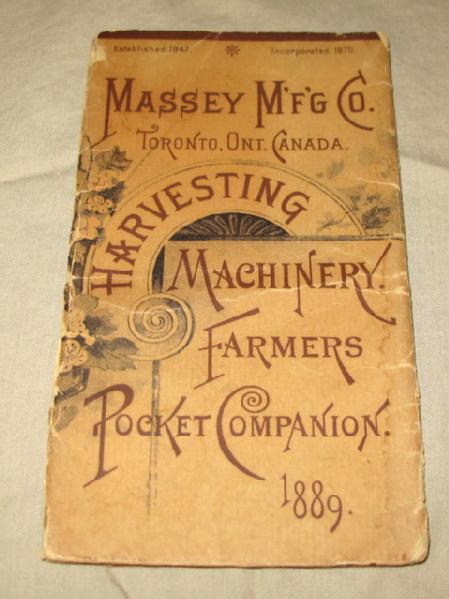 Established 1847. Incorporated 1870.
MASSEY M'F'G CO.
TORONTO, ONT. CANADA.
HARVESTING
MACHINERY.
FARMERS
POCKET COMPANION.
1889.